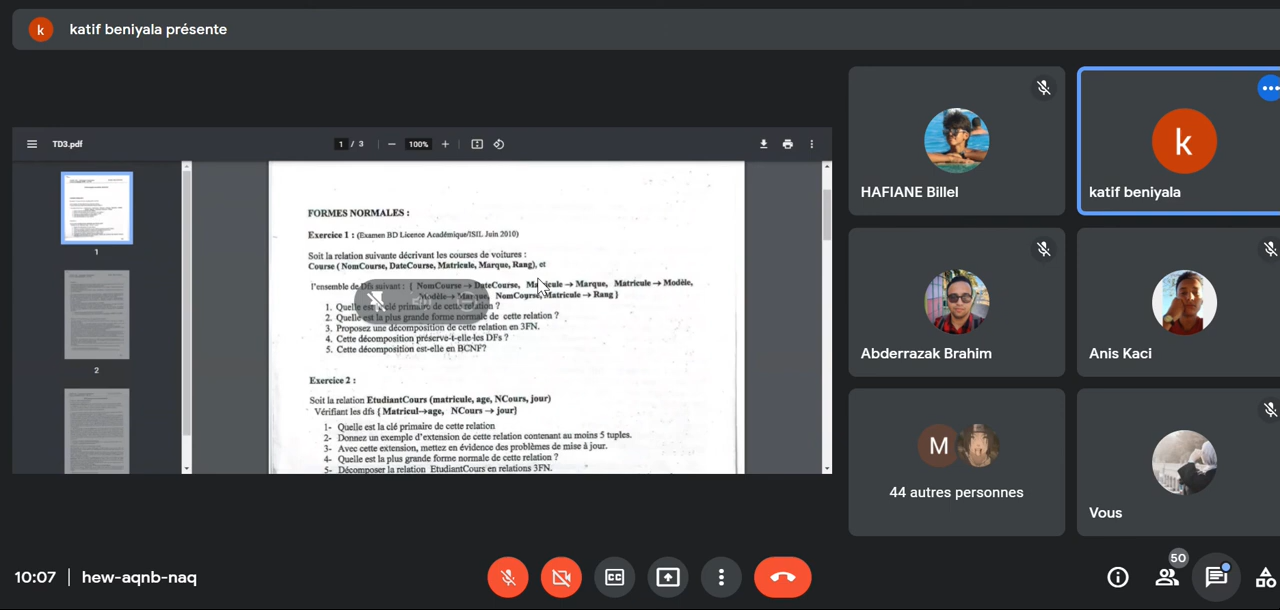 k
katif beniyala présente
TD3.pdf
1 / 3
100%
1
2
FORMES NORMALES :
Exercice 1 : (Examen BD Licence Académique/ISIL Juin 2010)
Soit la relation suivante décrivant les courses de voitures :
Course ( NomCourse, DateCourse, Matricule, Marque, Rang), et
l'ensemble de Dfs suivant : { NomCourse → DateCourse, Matricule → Marque, Matricule → Modèle,
Modèle→ Marque, NomCourse,Matricule → Rang }
1. Quelle est la clé primaire de cette relation ?
2. Quelle est la plus grande forme normale de cette relation ?
3. Proposez une décomposition de cette relation en 3FN.
4. Cette décomposition préserve-t-elle les DFs ?
5. Cette décomposition est-elle en BCNF?
Exercice 2 :
Soit la relation EtudiantCours (matricule, age, NCours, jour)
Vérifiant les dfs { Matricul→age, NCours → jour}
1- Quelle est la clé primaire de cette relation
2- Donnez un exemple d'extension de cette relation contenant au moins 5 tuples.
3- Avec cette extension, mettez en évidence des problèmes de mise à jour.
4- Quelle est la plus grande forme normale de cette relation ?
5- Décomposer la relation EtudiantCours en relations 3FN.
HAFIANE Billel
k
katif beniyala
Abderrazak Brahim
Anis Kaci
M
44 autres personnes
Vous
10:07 | hew-aqnb-naq
CC
50